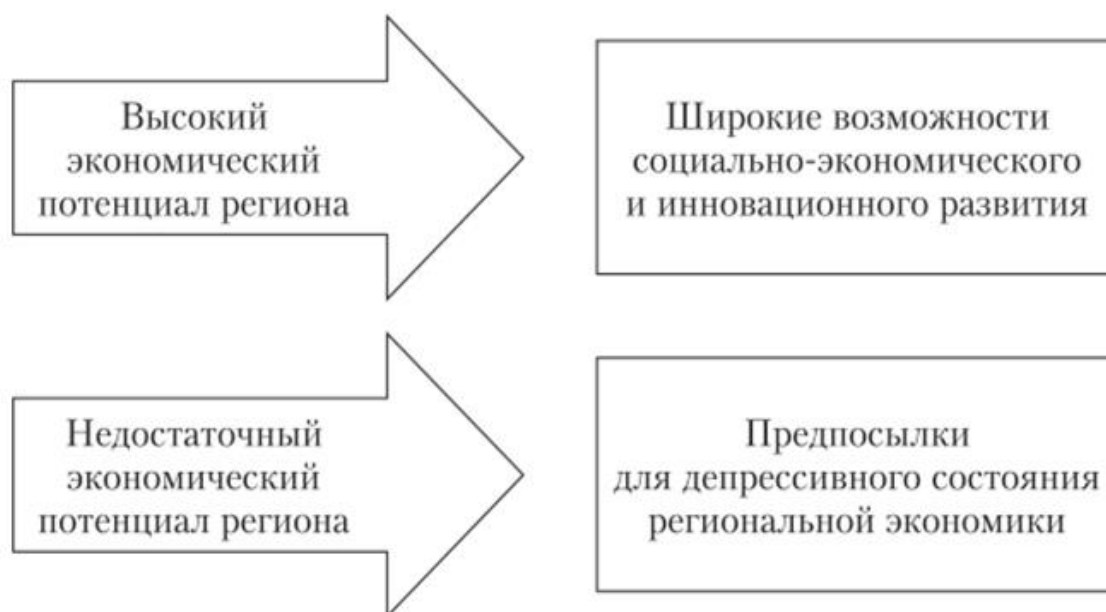 Высокий
экономический
потенциал региона
Широкие возможности
социально-экономического
и инновационного развития
Недостаточный
экономический
потенциал региона
Предпосылки
для депрессивного состояния
региональной экономики